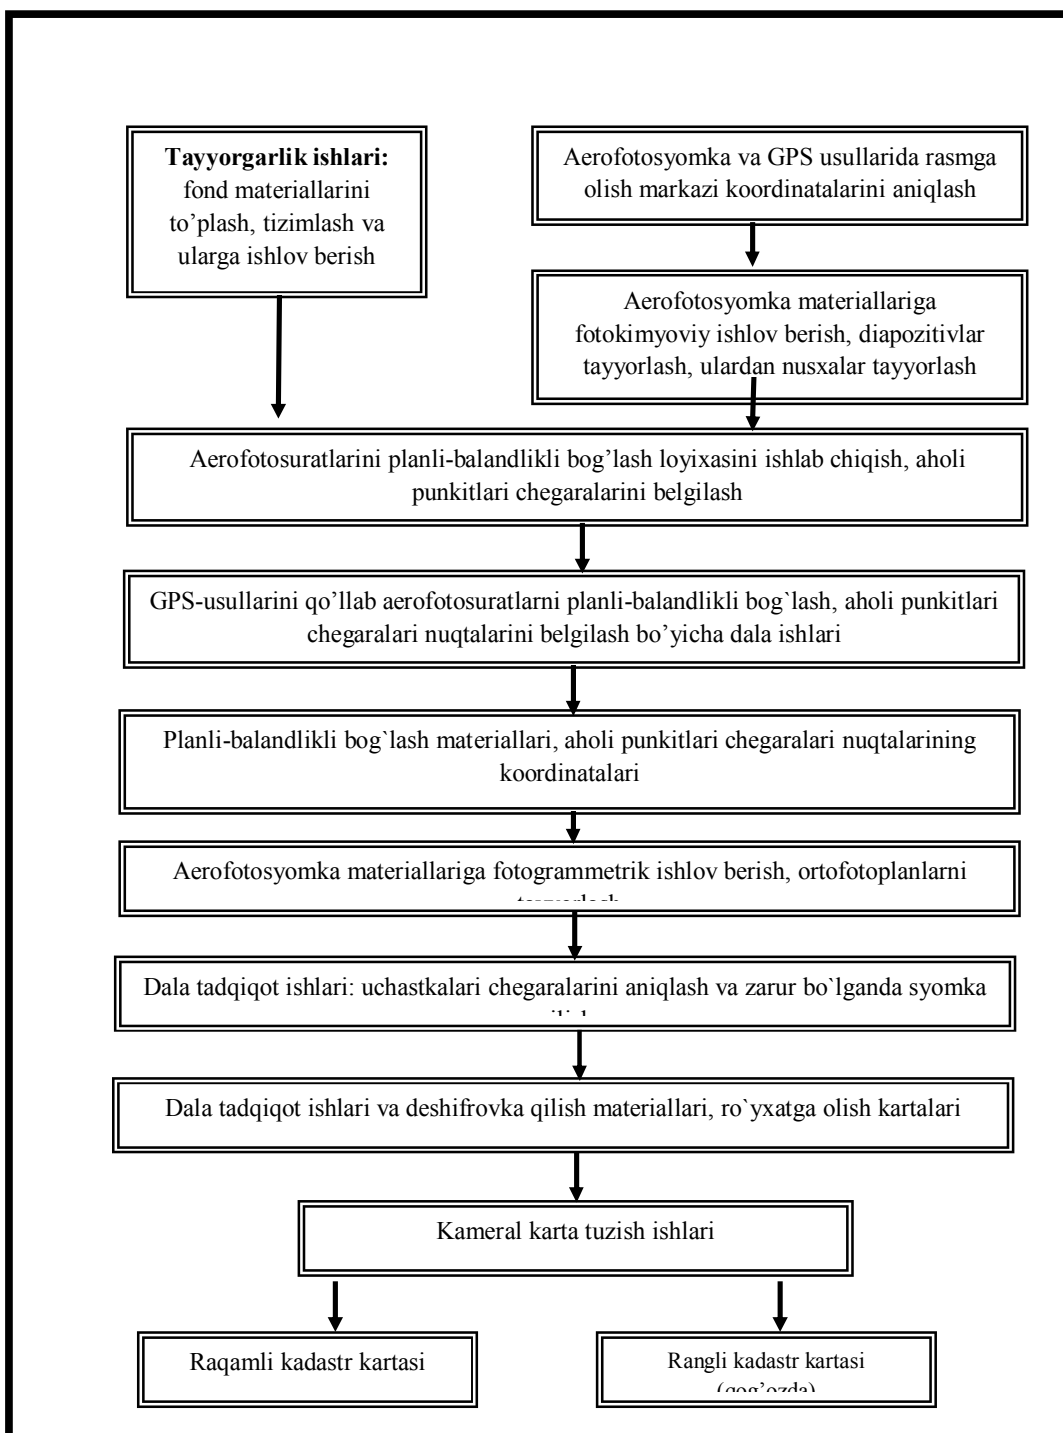 Tayyorgarlik ishlari:
fond materiallarini
to’plash, tizimlash va
ularga ishlov berish
Aerofotosyomka va GPS usullarida rasmga
olish markazi koordinatalarini aniqlash
Aerofotosyomka materiallariga
fotokimyoviy ishlov berish, diapozitivlar
tayyorlash, ulardan nusxalar tayyorlash
Aerofotosuratlarini planli-balandlikli bog’lash loyixasini ishlab chiqish, aholi
punkitlari chegaralarini belgilash
GPS-usullarini qo’llab aerofotosuratlarni planli-balandlikli bog`lash, aholi punkitlari
chegaralari nuqtalarini belgilash bo’yicha dala ishlari
Planli-balandlikli bog`lash materiallari, aholi punkitlari chegaralari nuqtalarining
koordinatalari
Aerofotosyomka materiallariga fotogrammetrik ishlov berish, ortofotoplanlarni
Dala tadqiqot ishlari: uchastkalari chegaralarini aniqlash va zarur bo`lganda syomka
Dala tadqiqot ishlari va deshifrovka qilish materiallari, ro`yxatga olish kartalari
Kameral karta tuzish ishlari
Raqamli kadastr kartasi
Rangli kadastr kartasi
(qog’ozda)